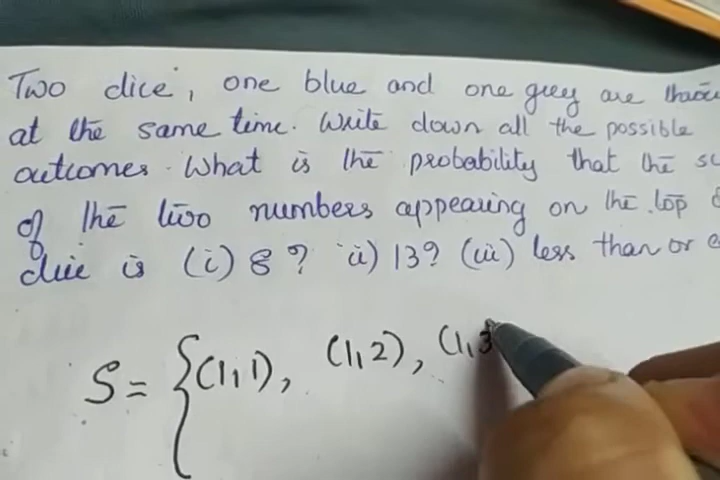 Two dice, one blue and one grey are
at the same time. Write down all the possible
outcomes. What is the probability that the
of the two numbers appearing on the top
dice is (i) 8? ii) 13? (iii) less than or
S = {(1,1), (1,2), (1,3